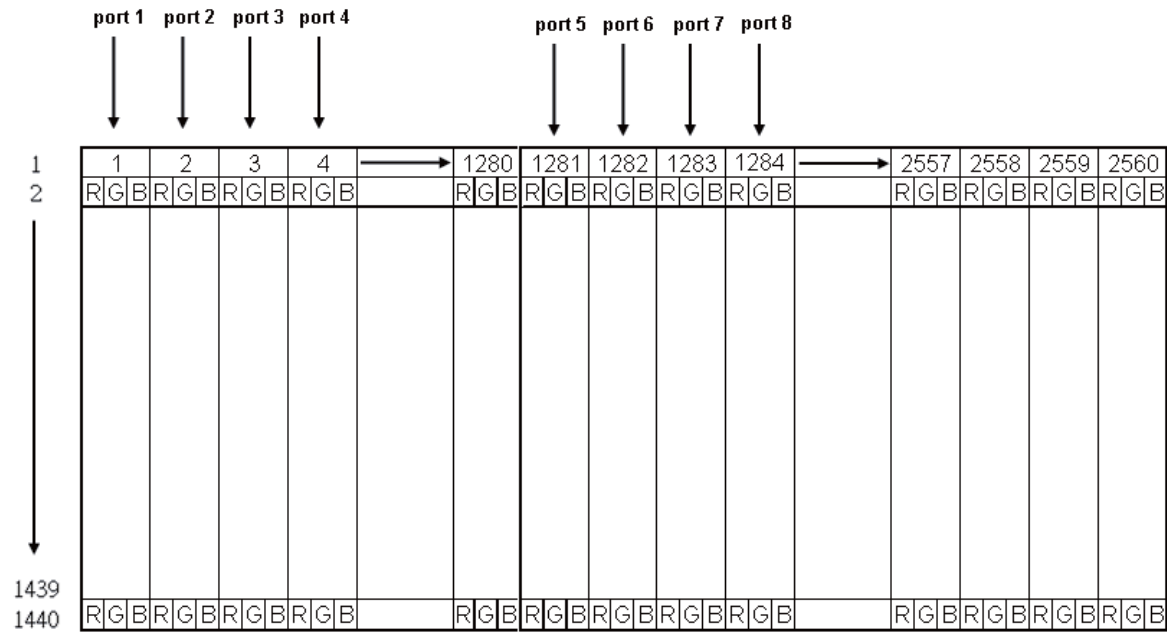 port 1 port 2 port 3 port 4 port 5 port 6 port 7 port 8
1 1 2 3 4 1280 1281 1282 1283 1284 2557 2558 2559 2560
2 R G B R G B R G B R G B R G B R G B R G B R G B R G B R G B R G B R G B R G B
1439
1440 R G B R G B R G B R G B R G B R G B R G B R G B R G B R G B R G B R G B R G B